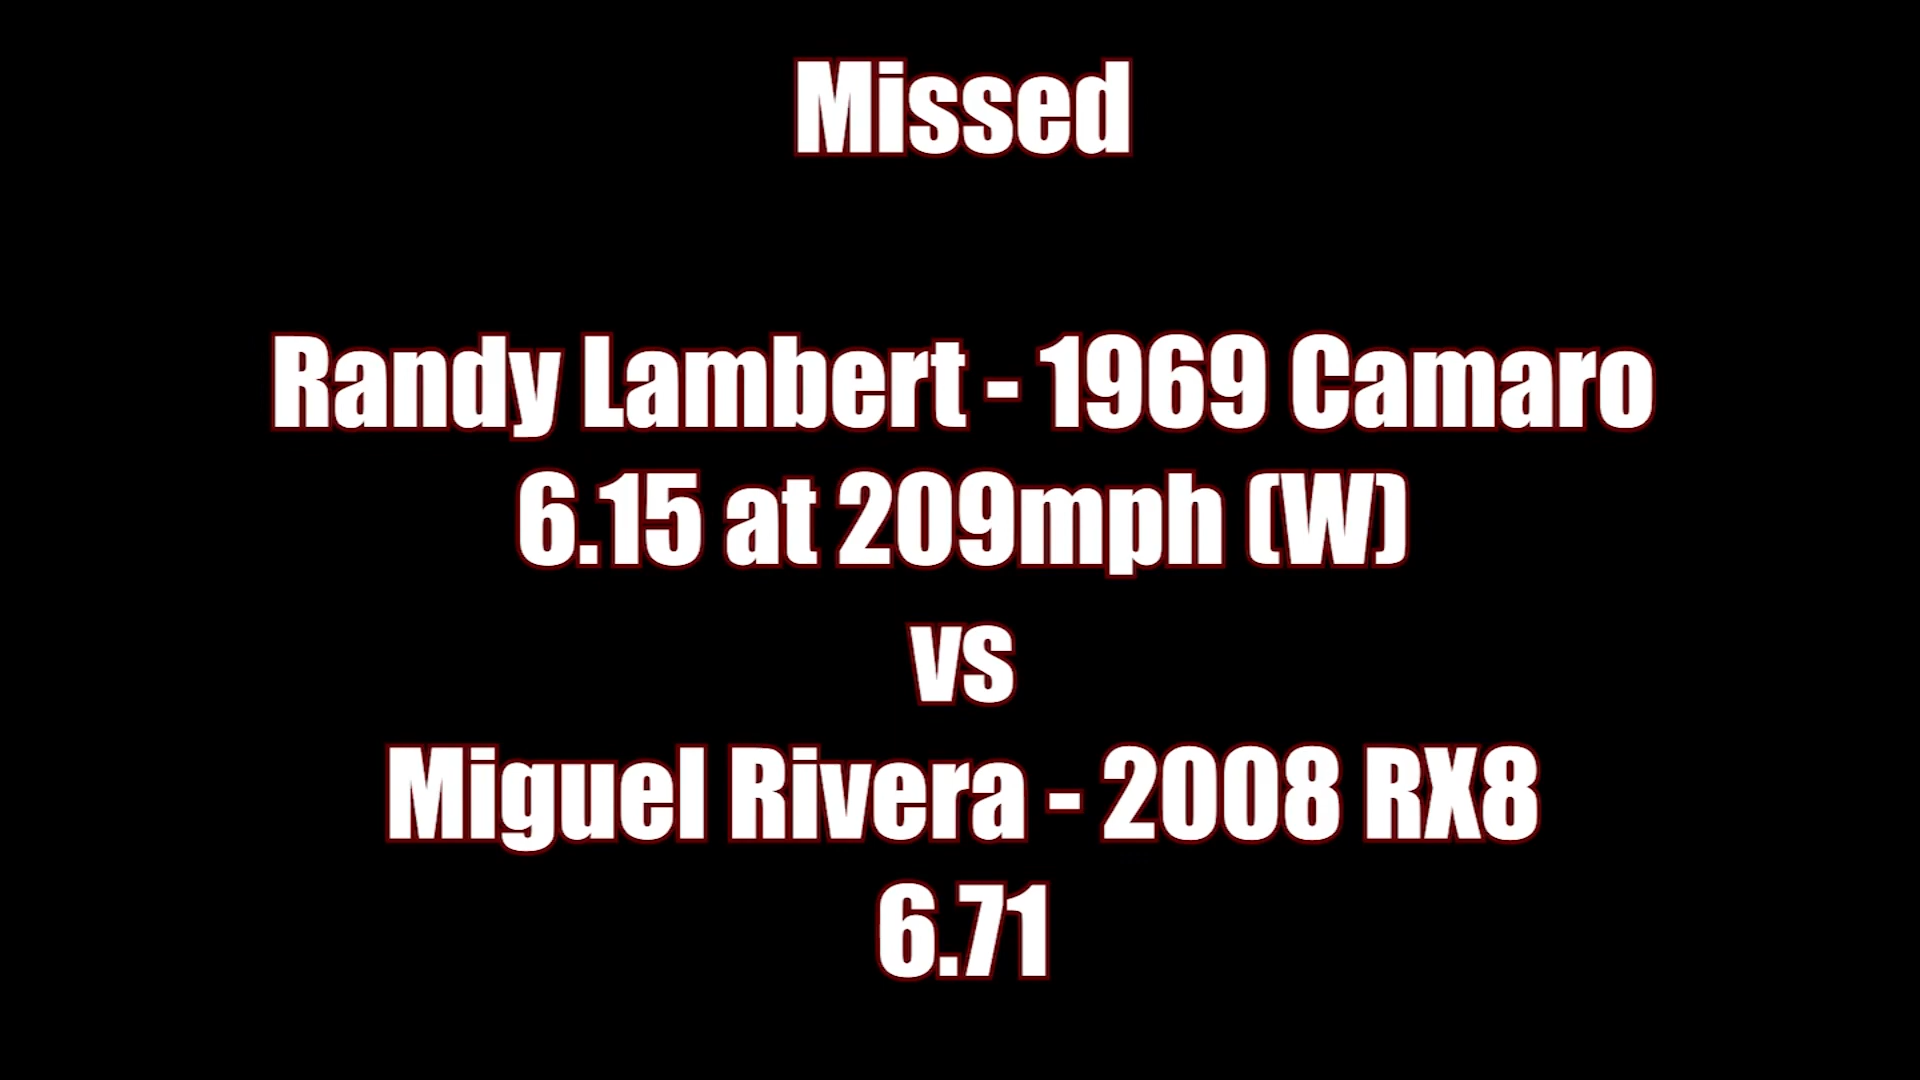 Missed
Randy Lambert - 1969 Camaro
6.15 at 209mph (W)
vs
Miguel Rivera - 2008 RX8
6.71